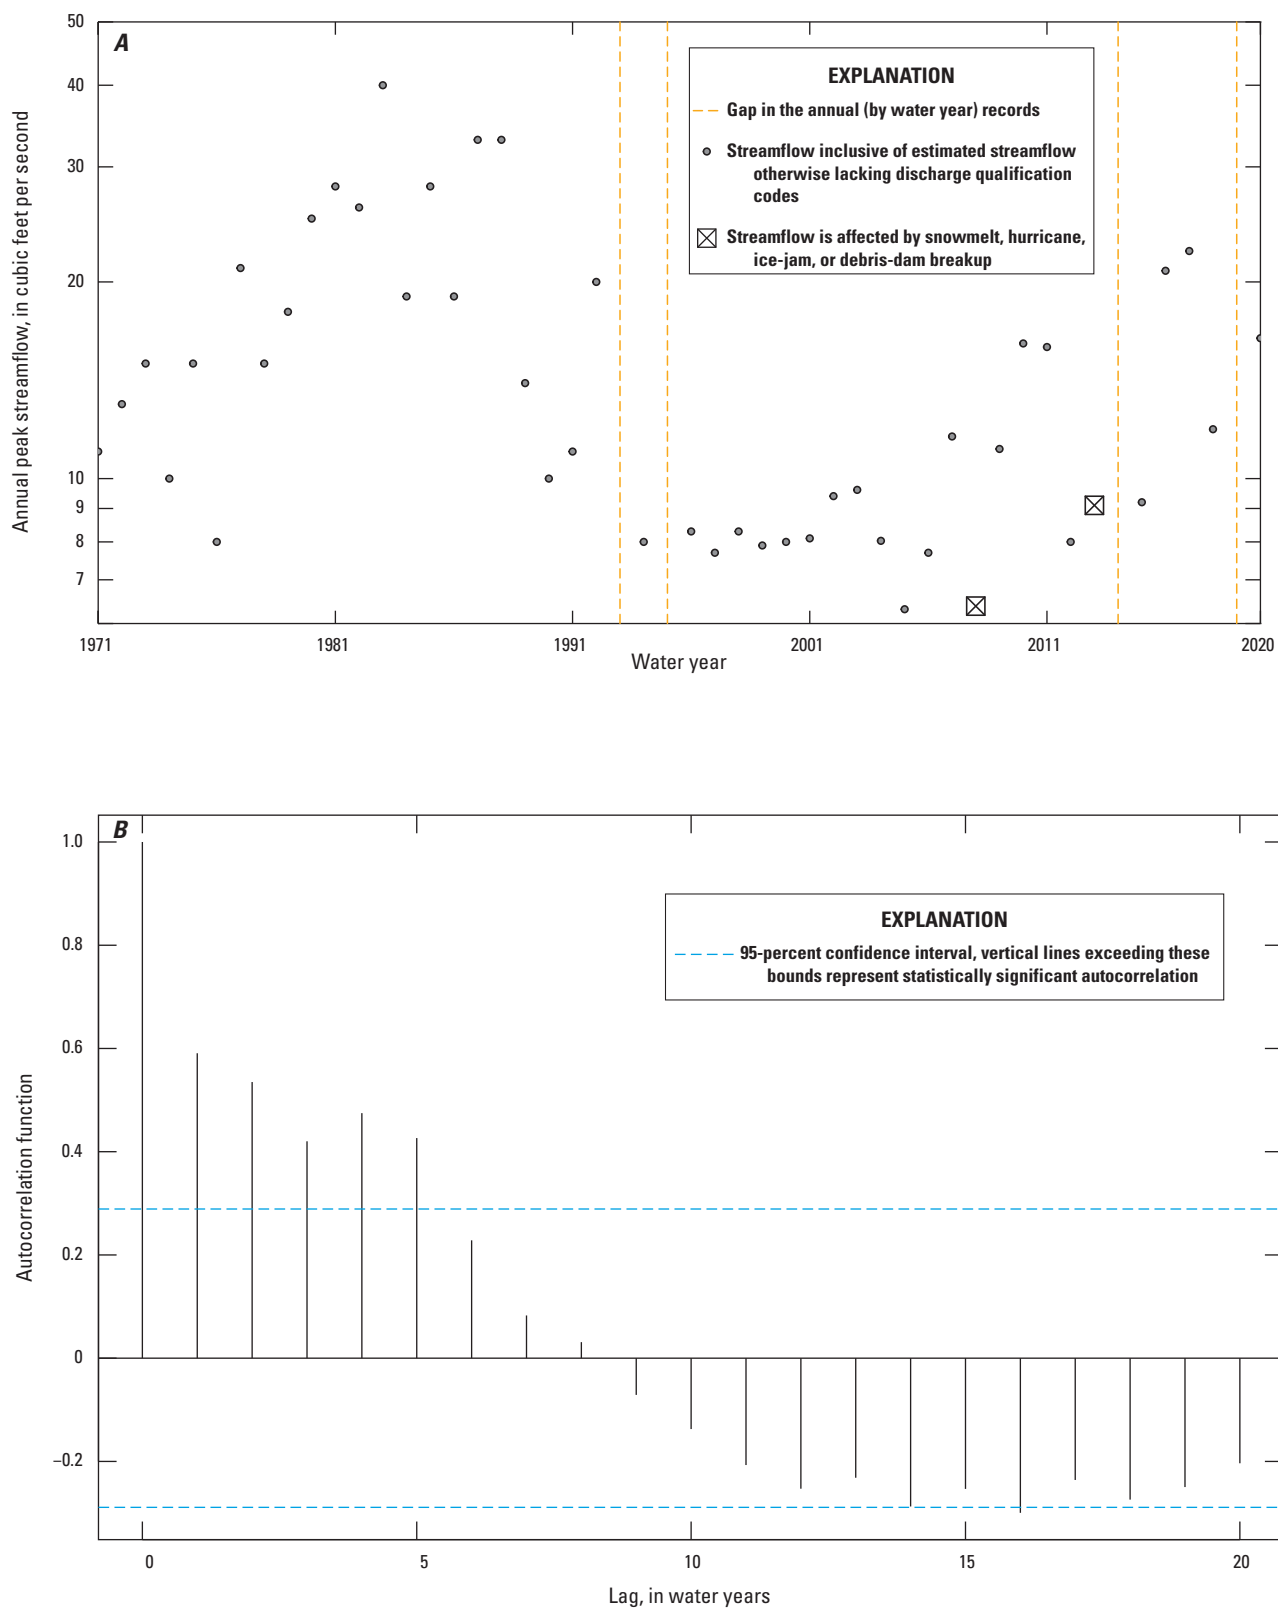 A
50
40
30
20
10
9
8
7
Annual peak streamflow, in cubic feet per second
EXPLANATION
Gap in the annual (by water year) records
Streamflow inclusive of estimated streamflow
otherwise lacking discharge qualification
codes
Streamflow is affected by snowmelt, hurricane,
ice-jam, or debris-dam breakup
1971 1981 1991 2001 2011 2020
Water year
B
1.0
0.8
0.6
0.4
0.2
0
−0.2
Autocorrelation function
EXPLANATION
95-percent confidence interval, vertical lines exceeding these
bounds represent statistically significant autocorrelation
0 5 10 15 20
Lag, in water years